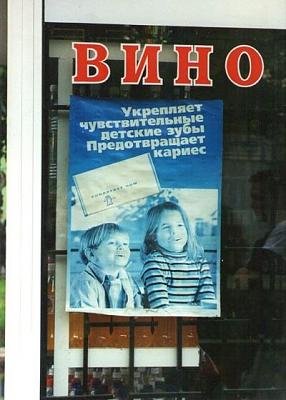 ВИНО
Укрепляет
чувствительные
детские зубы
Предотвращает
кариес